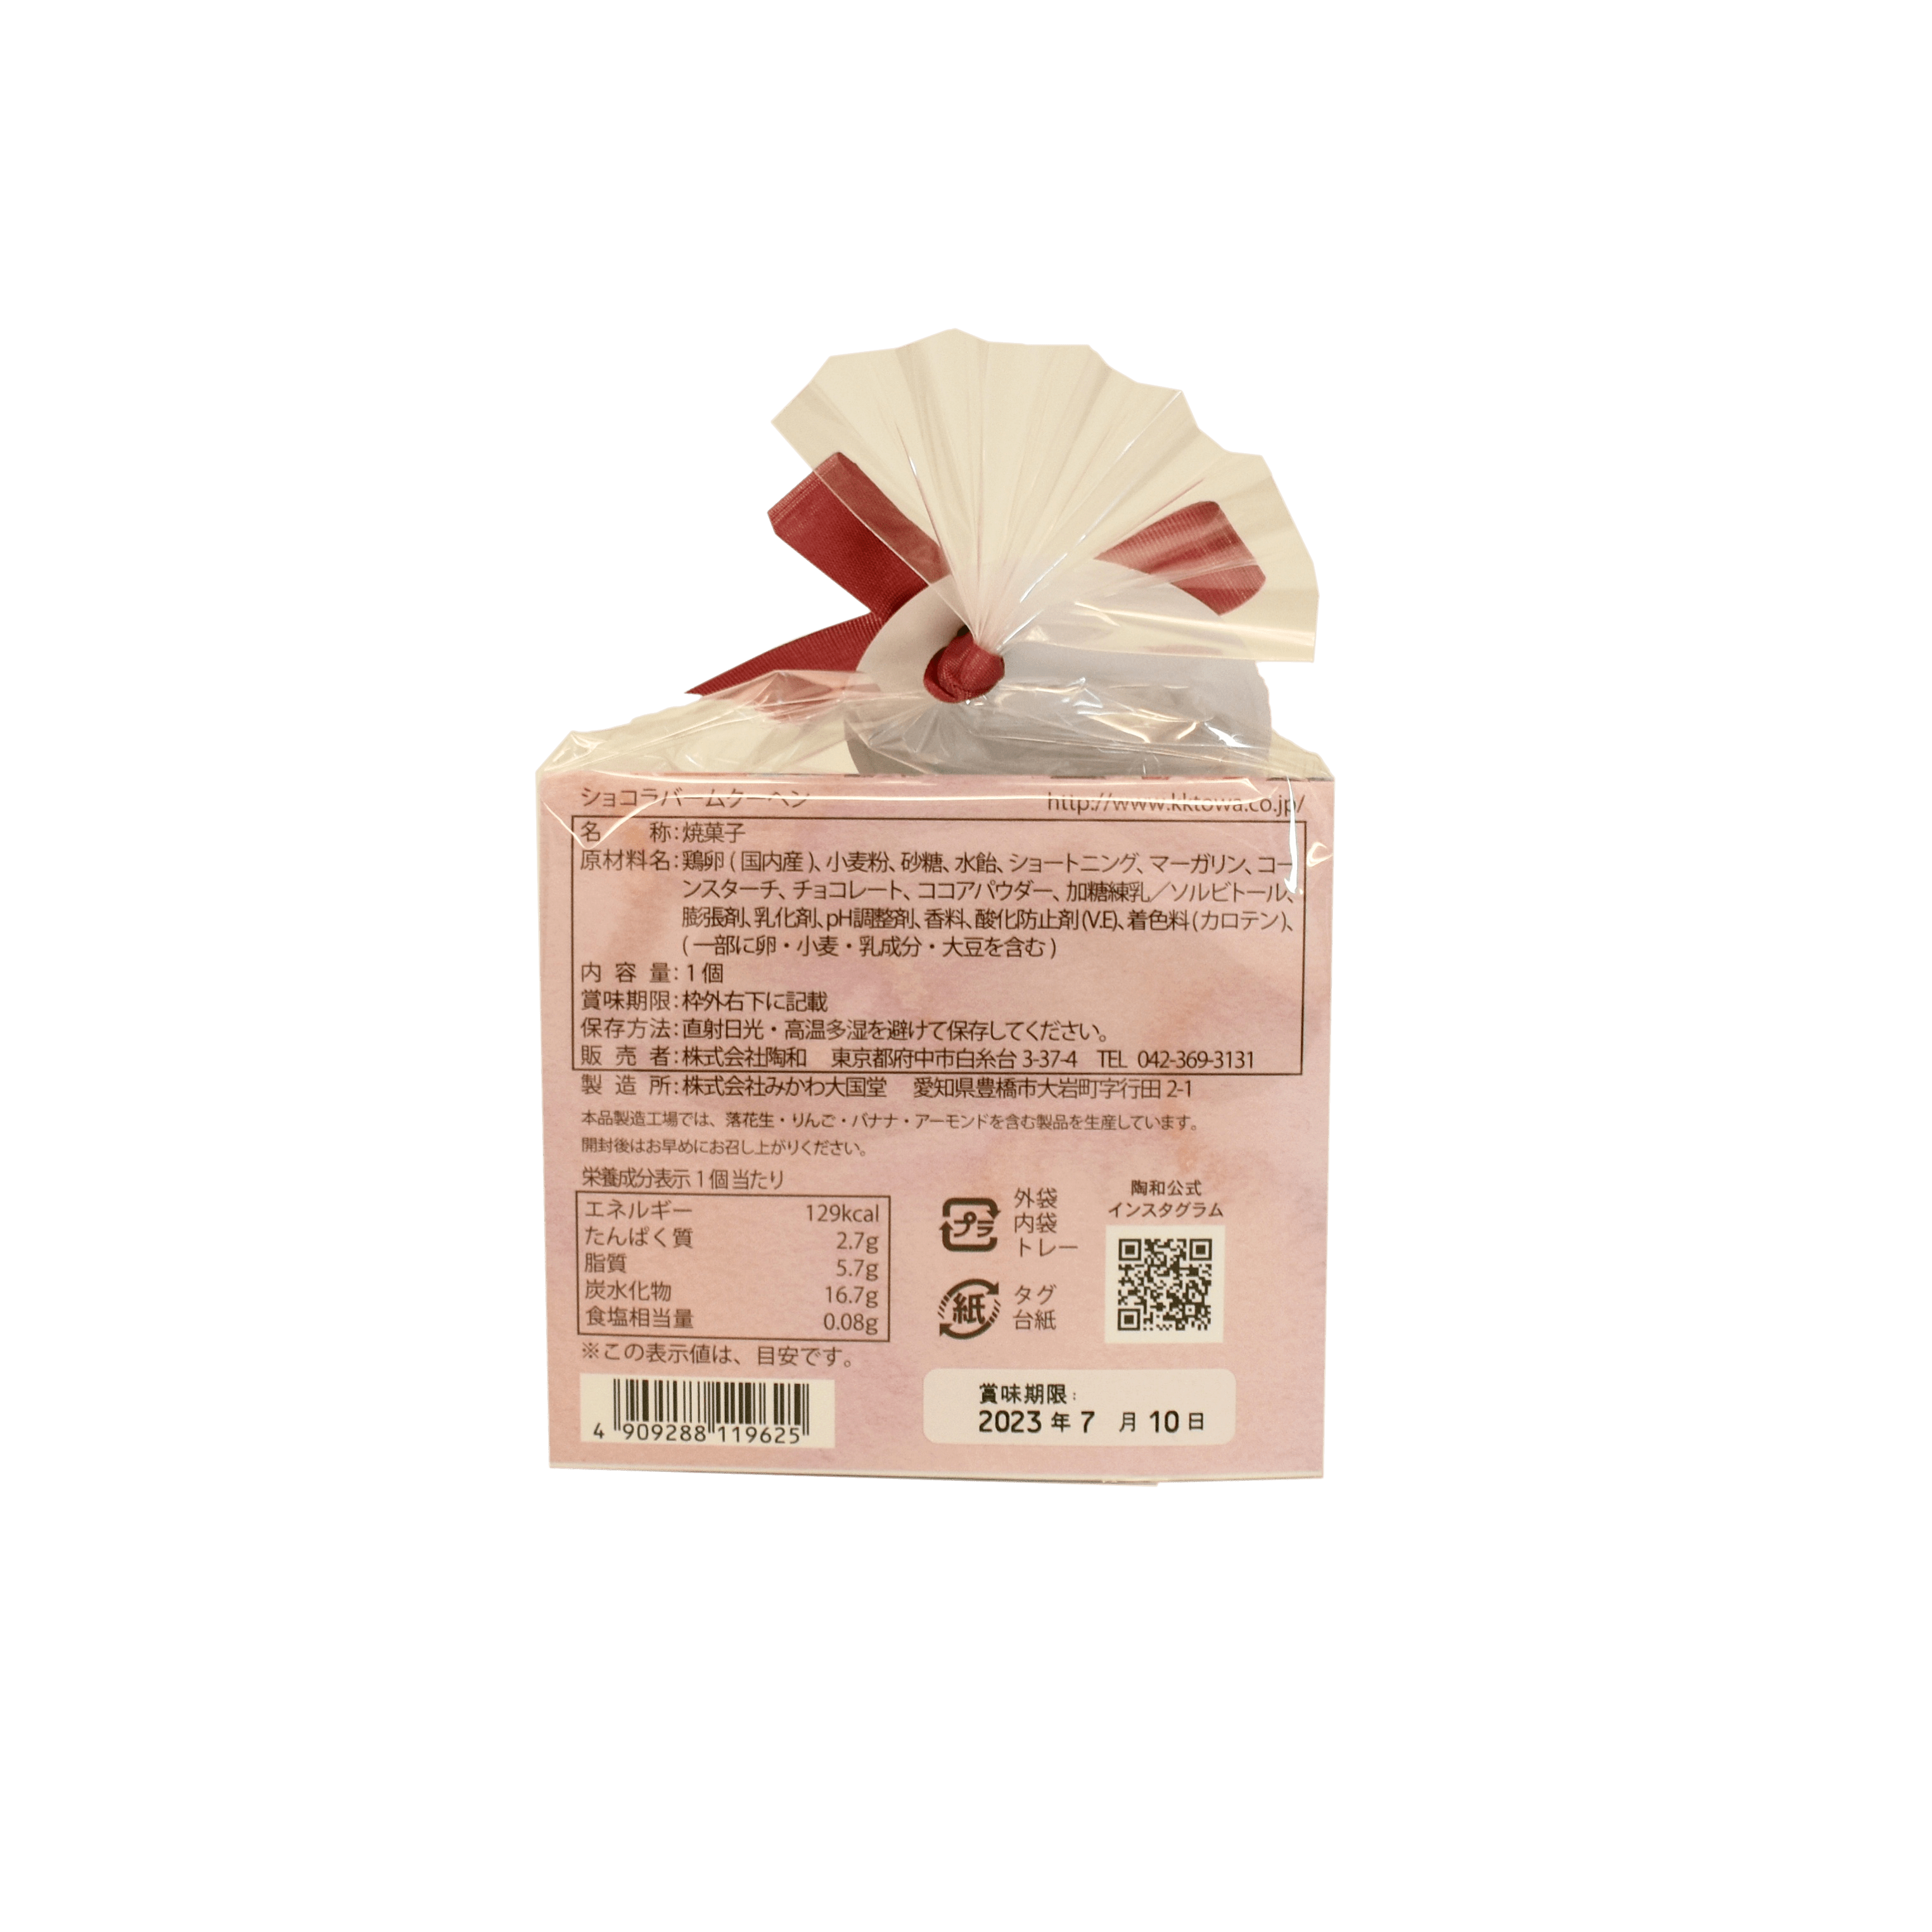 ショコラバームクーヘン http://www.kktowa.co.jp/
名 称：焼菓子
原材料名：鶏卵(国内産)、小麦粉、砂糖、水飴、ショートニング、マーガリン、コー
ンスターチ、チョコレート、ココアパウダー、加糖練乳／ソルビトール、
膨張剤、乳化剤、pH調整剤、香料、酸化防止剤(V.E)、着色料(カロテン)、
(一部に卵・小麦・乳成分・大豆を含む)
内 容 量：1個
賞味期限：枠外右下に記載
保存方法：直射日光・高温多湿を避けて保存してください。
販 売 者：株式会社陶和 東京都府中市白糸台3-37-4 TEL 042-369-3131
製 造 所：株式会社みかわ大国堂 愛知県豊橋市大岩町字行田2-1
本品製造工場では、落花生・りんご・バナナ・アーモンドを含む製品を生産しています。
開封後はお早めにお召し上がりください。
栄養成分表示1個当たり
エネルギー 129kcal
たんぱく質 2.7g
脂質 5.7g
炭水化物 16.7g
食塩相当量 0.08g
※この表示値は、目安です。
4 909288 119625
プラ
外袋
内袋
トレー
紙
タグ
台紙
陶和公式
インスタグラム
賞味期限：
2023年7 月10日